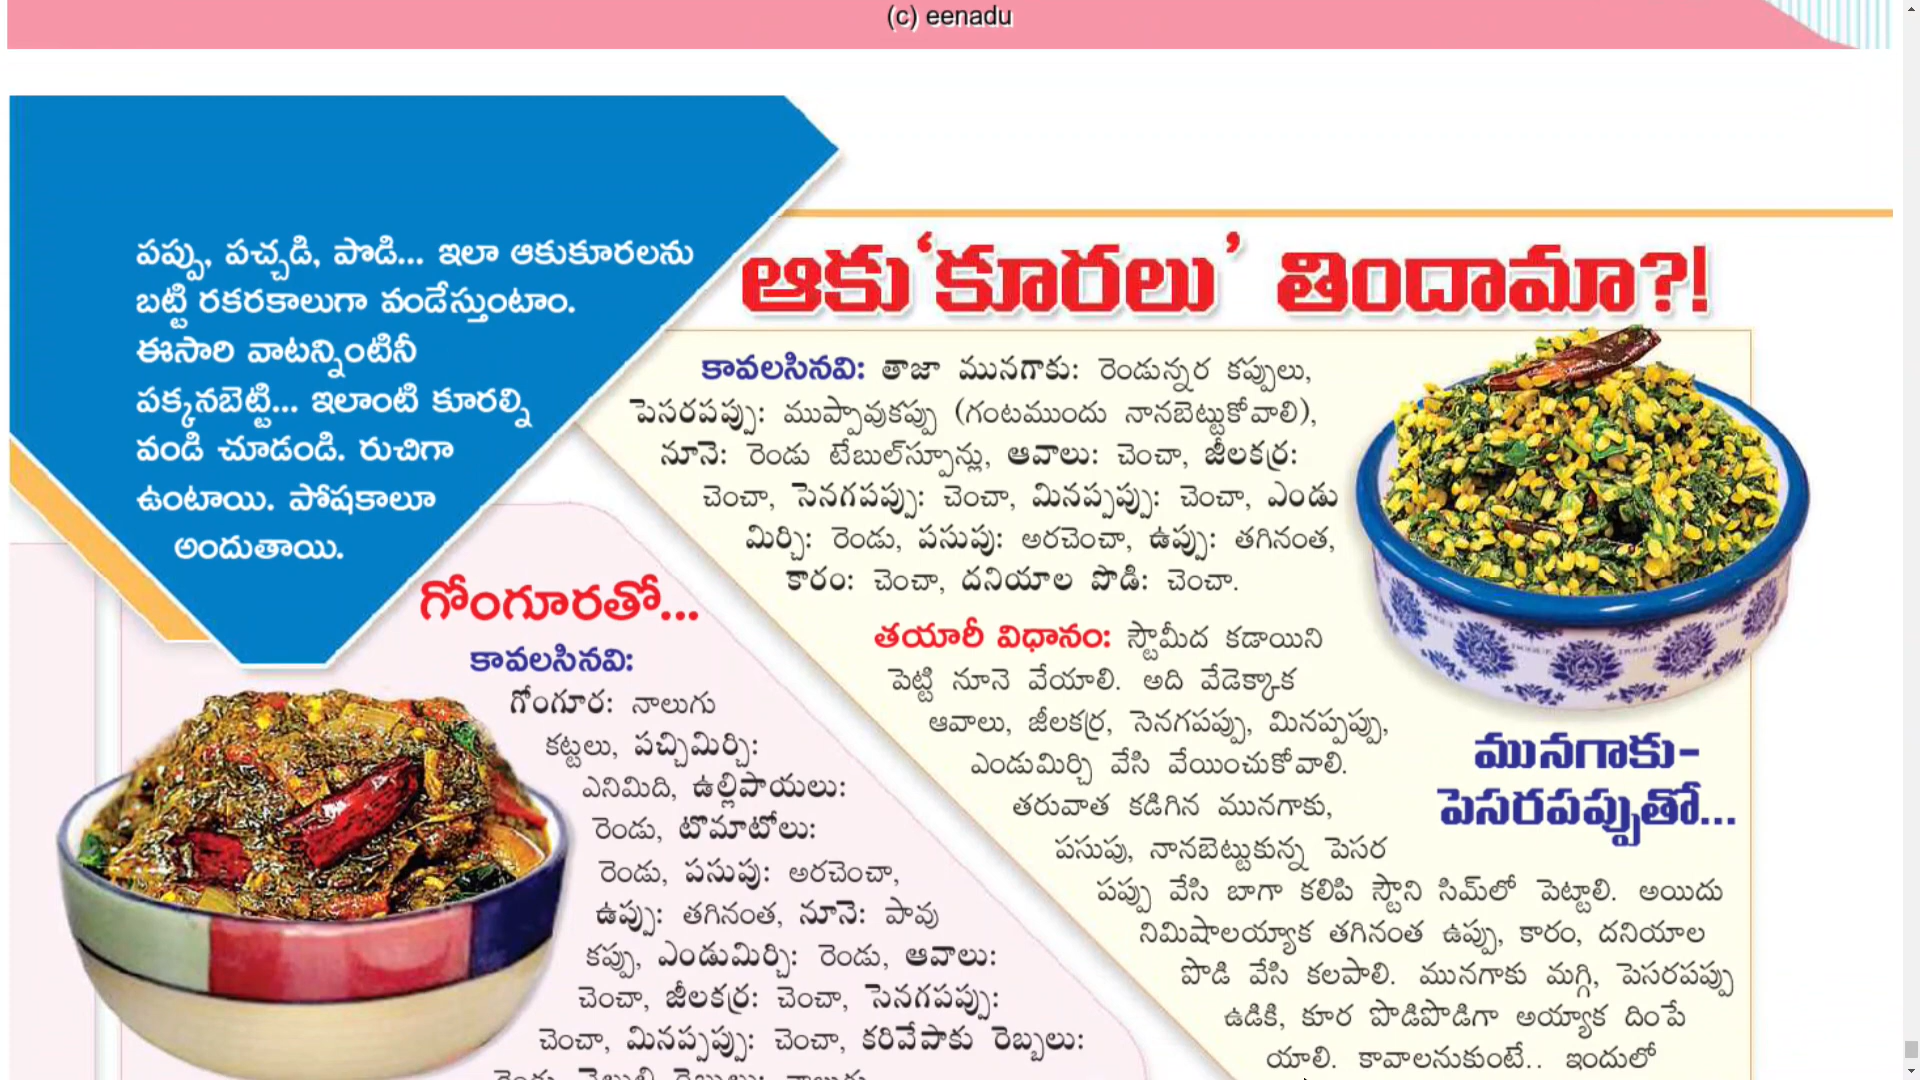 (c) eenadu
పప్పు, పచ్చడి, పొడి... ఇలా ఆకుకూరలను
బట్టి రకరకాలుగా వండేస్తుంటాం.
ఈసారి వాటన్నింటినీ
పక్కనబెట్టి... ఇలాంటి కూరల్ని
వండి చూడండి. రుచిగా
ఉంటాయి. పోషకాలూ
అందుతాయి.
ఆకు ‘కూరలు’ తిందామా?!
కావలసినవి: తాజా మునగాకు: రెండున్నర కప్పులు,
పెసరపప్పు: ముప్పావుకప్పు (గంటముందు నానబెట్టుకోవాలి),
నూనె: రెండు టేబుల్‌స్పూన్లు, ఆవాలు: చెంచా, జీలకర్ర:
చెంచా, సెనగపప్పు: చెంచా, మినప్పప్పు: చెంచా, ఎండు
మిర్చి: రెండు, పసుపు: అరచెంచా, ఉప్పు: తగినంత,
కారం: చెంచా, దనియాల పొడి: చెంచా.
తయారీ విధానం: స్టౌమీద కడాయిని
పెట్టి నూనె వేయాలి. అది వేడెక్కాక
ఆవాలు, జీలకర్ర, సెనగపప్పు, మినప్పప్పు,
ఎండుమిర్చి వేసి వేయించుకోవాలి.
తరువాత కడిగిన మునగాకు,
పసుపు, నానబెట్టుకున్న పెసర
పప్పు వేసి బాగా కలిపి స్టౌని సిమ్‌లో పెట్టాలి. అయిదు
నిమిషాలయ్యాక తగినంత ఉప్పు, కారం, దనియాల
పొడి వేసి కలపాలి. మునగాకు మగ్గి, పెసరపప్పు
ఉడికి, కూర పొడిపొడిగా అయ్యాక దింపే
యాలి. కావాలనుకుంటే.. ఇందులో
మునగాకు-
పెసరపప్పుతో...
గోంగూరతో...
కావలసినవి:
గోంగూర: నాలుగు
కట్టలు, పచ్చిమిర్చి:
ఎనిమిది, ఉల్లిపాయలు:
రెండు, టొమాటోలు:
రెండు, పసుపు: అరచెంచా,
ఉప్పు: తగినంత, నూనె: పావు
కప్పు, ఎండుమిర్చి: రెండు, ఆవాలు:
చెంచా, జీలకర్ర: చెంచా, సెనగపప్పు:
చెంచా, మినప్పప్పు: చెంచా, కరివేపాకు రెబ్బలు: